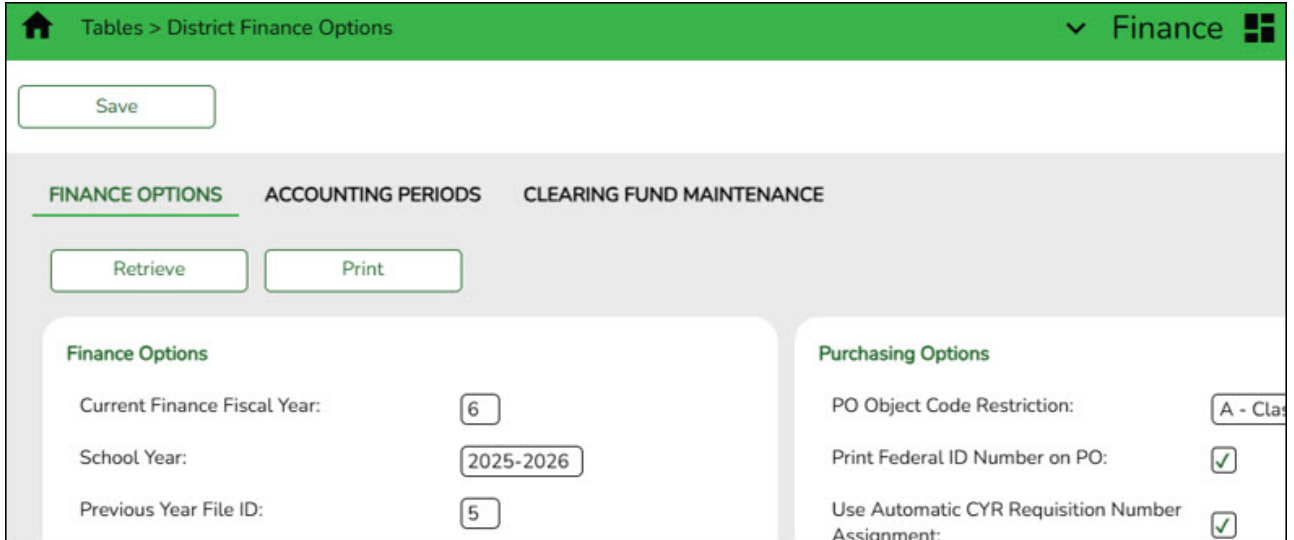 Tables > District Finance Options
Finance
Save
FINANCE OPTIONS ACCOUNTING PERIODS CLEARING FUND MAINTENANCE
Retrieve Print
Finance Options
Current Finance Fiscal Year: 6
School Year: 2025-2026
Previous Year File ID: 5
Purchasing Options
PO Object Code Restriction: A - Clas
Print Federal ID Number on PO:
Use Automatic CYR Requisition Number
Assignment: